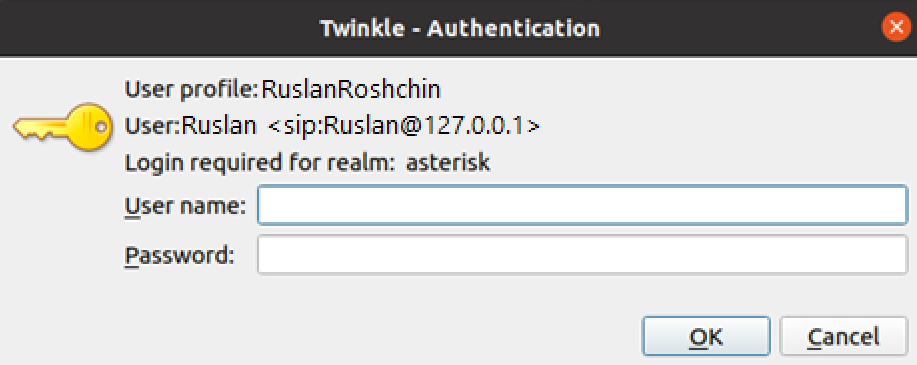 Twinkle - Authentication
User profile: RuslanRoshchin
User: Ruslan <sip:Ruslan@127.0.0.1>
Login required for realm: asterisk
User name:
Password:
OK Cancel